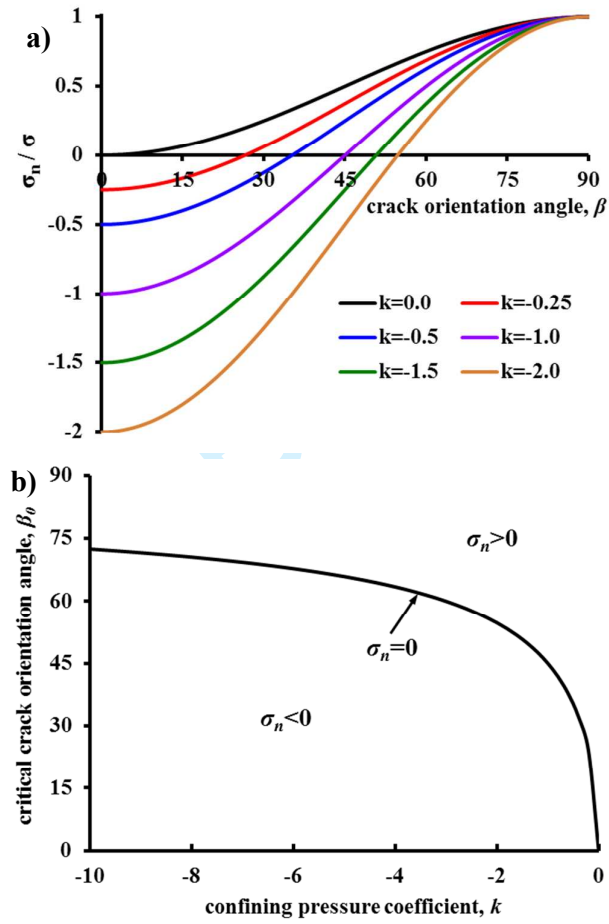 a)
1
0.5
0
-0.5
-1
-1.5
-2
σn / σ
0 15 30 45 60 75 90
crack orientation angle, β
k=0.0 k=-0.25
k=-0.5 k=-1.0
k=-1.5 k=-2.0
b)
90
75
60
45
30
15
0
critical crack orientation angle, β0
σn>0
σn=0
σn<0
-10 -8 -6 -4 -2 0
confining pressure coefficient, k